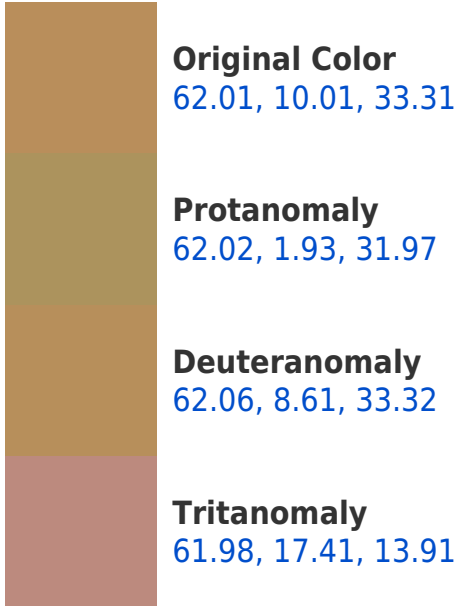 Original Color
62.01, 10.01, 33.31
Protanomaly
62.02, 1.93, 31.97
Deuteranomaly
62.06, 8.61, 33.32
Tritanomaly
61.98, 17.41, 13.91